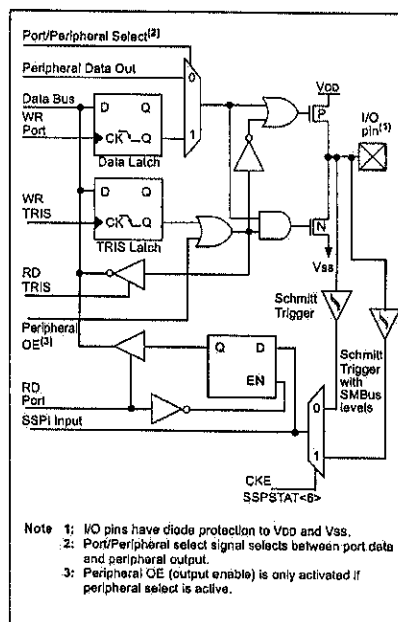 Port/Peripheral Select(2)
Peripheral Data Out
Data Bus
WR
Port
D Q
CK Q
Data Latch
0
1
VDD
P
I/O
pin(1)
WR
TRIS
D Q
CK Q
TRIS Latch
N
VSS
RD
TRIS
Schmitt
Trigger
Peripheral
OE(3)
Q D
EN
Schmitt
Trigger
with
SMBus
levels
RD
Port
SSPI Input
0
1
CKE
SSPSTAT<6>
Note 1: I/O pins have diode protection to VDD and VSS.
2: Port/Peripheral select signal selects between port data
and peripheral output.
3: Peripheral OE (output enable) is only activated if
peripheral select is active.